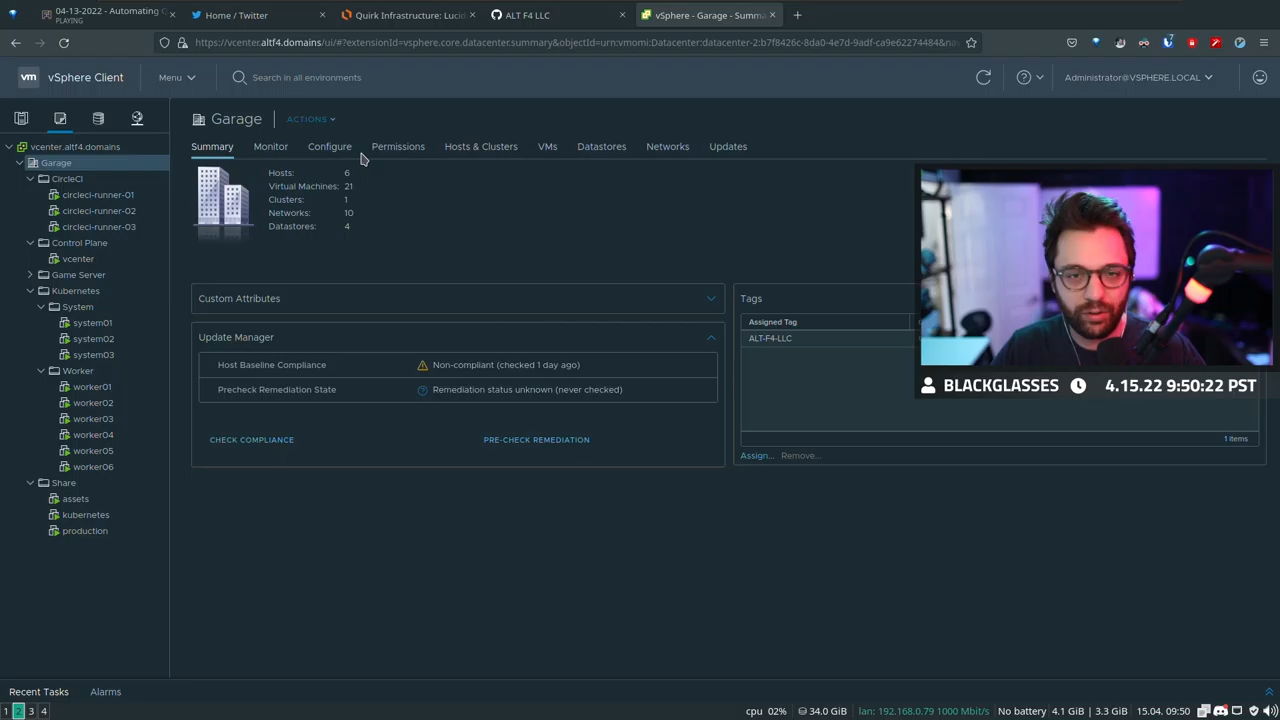 04-13-2022 - Automating Q
PLAYING
Home / Twitter
Quirk Infrastructure: Lucid
ALT F4 LLC
vSphere - Garage - Summa
https://vcenter.altf4.domains/ui/#?extensionId=vsphere.core.datacenter.summary&objectId=urn:vmomi:Datacenter:datacenter-2:b7f8426c-8da0-4e7d-9adf-ca9e62274484&nav
vm vSphere Client
Menu
Search in all environments
Administrator@VSPHERE.LOCAL
vcenter.altf4.domains
Garage
CircleCI
circleci-runner-01
circleci-runner-02
circleci-runner-03
Control Plane
vcenter
Game Server
Kubernetes
System
system01
system02
system03
Worker
worker01
worker02
worker03
worker04
worker05
worker06
Share
assets
kubernetes
production
Garage
ACTIONS
Summary Monitor Configure Permissions Hosts & Clusters VMs Datastores Networks Updates
Hosts: 6
Virtual Machines: 21
Clusters: 1
Networks: 10
Datastores: 4
Custom Attributes
Update Manager
Host Baseline Compliance Non-compliant (checked 1 day ago)
Precheck Remediation State Remediation status unknown (never checked)
CHECK COMPLIANCE PRE-CHECK REMEDIATION
Tags
Assigned Tag
ALT-F4-LLC
1 items
Assign... Remove...
BLACKGLASSES 4.15.22 9:50:22 PST
Recent Tasks Alarms
1 2 3 4
cpu 02% 34.0 GiB lan: 192.168.0.79 1000 Mbit/s No battery 4.1 GiB | 3.3 GiB 15.04. 09:50